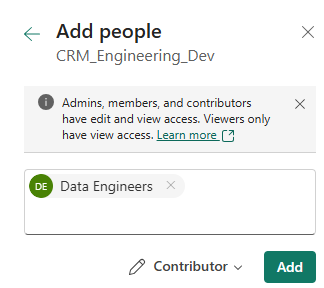 Add people
CRM_Engineering_Dev
Admins, members, and contributors
have edit and view access. Viewers only
have view access. Learn more
DE Data Engineers
Contributor
Add